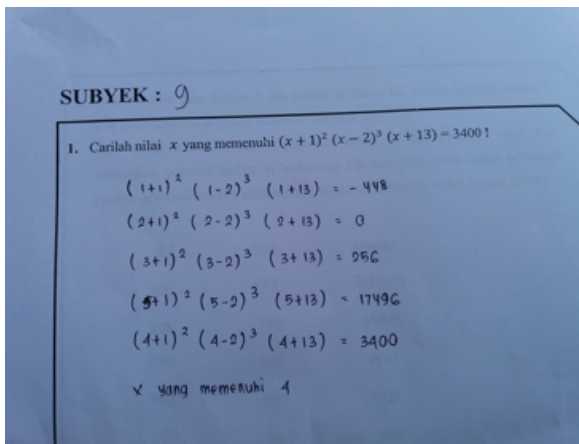 SUBYEK : 9
1. Carilah nilai x yang memenuhi (x + 1)² (x – 2)³ (x + 13) = 3400 !
(1+1)² (1-2)³ (1+13) = - 448
(2+1)² (2-2)³ (2+13) = 0
(3+1)² (3-2)³ (3+13) = 256
(5+1)² (5-2)³ (5+13) = 17496
(4+1)² (4-2)³ (4+13) = 3400
x yang memenuhi 4